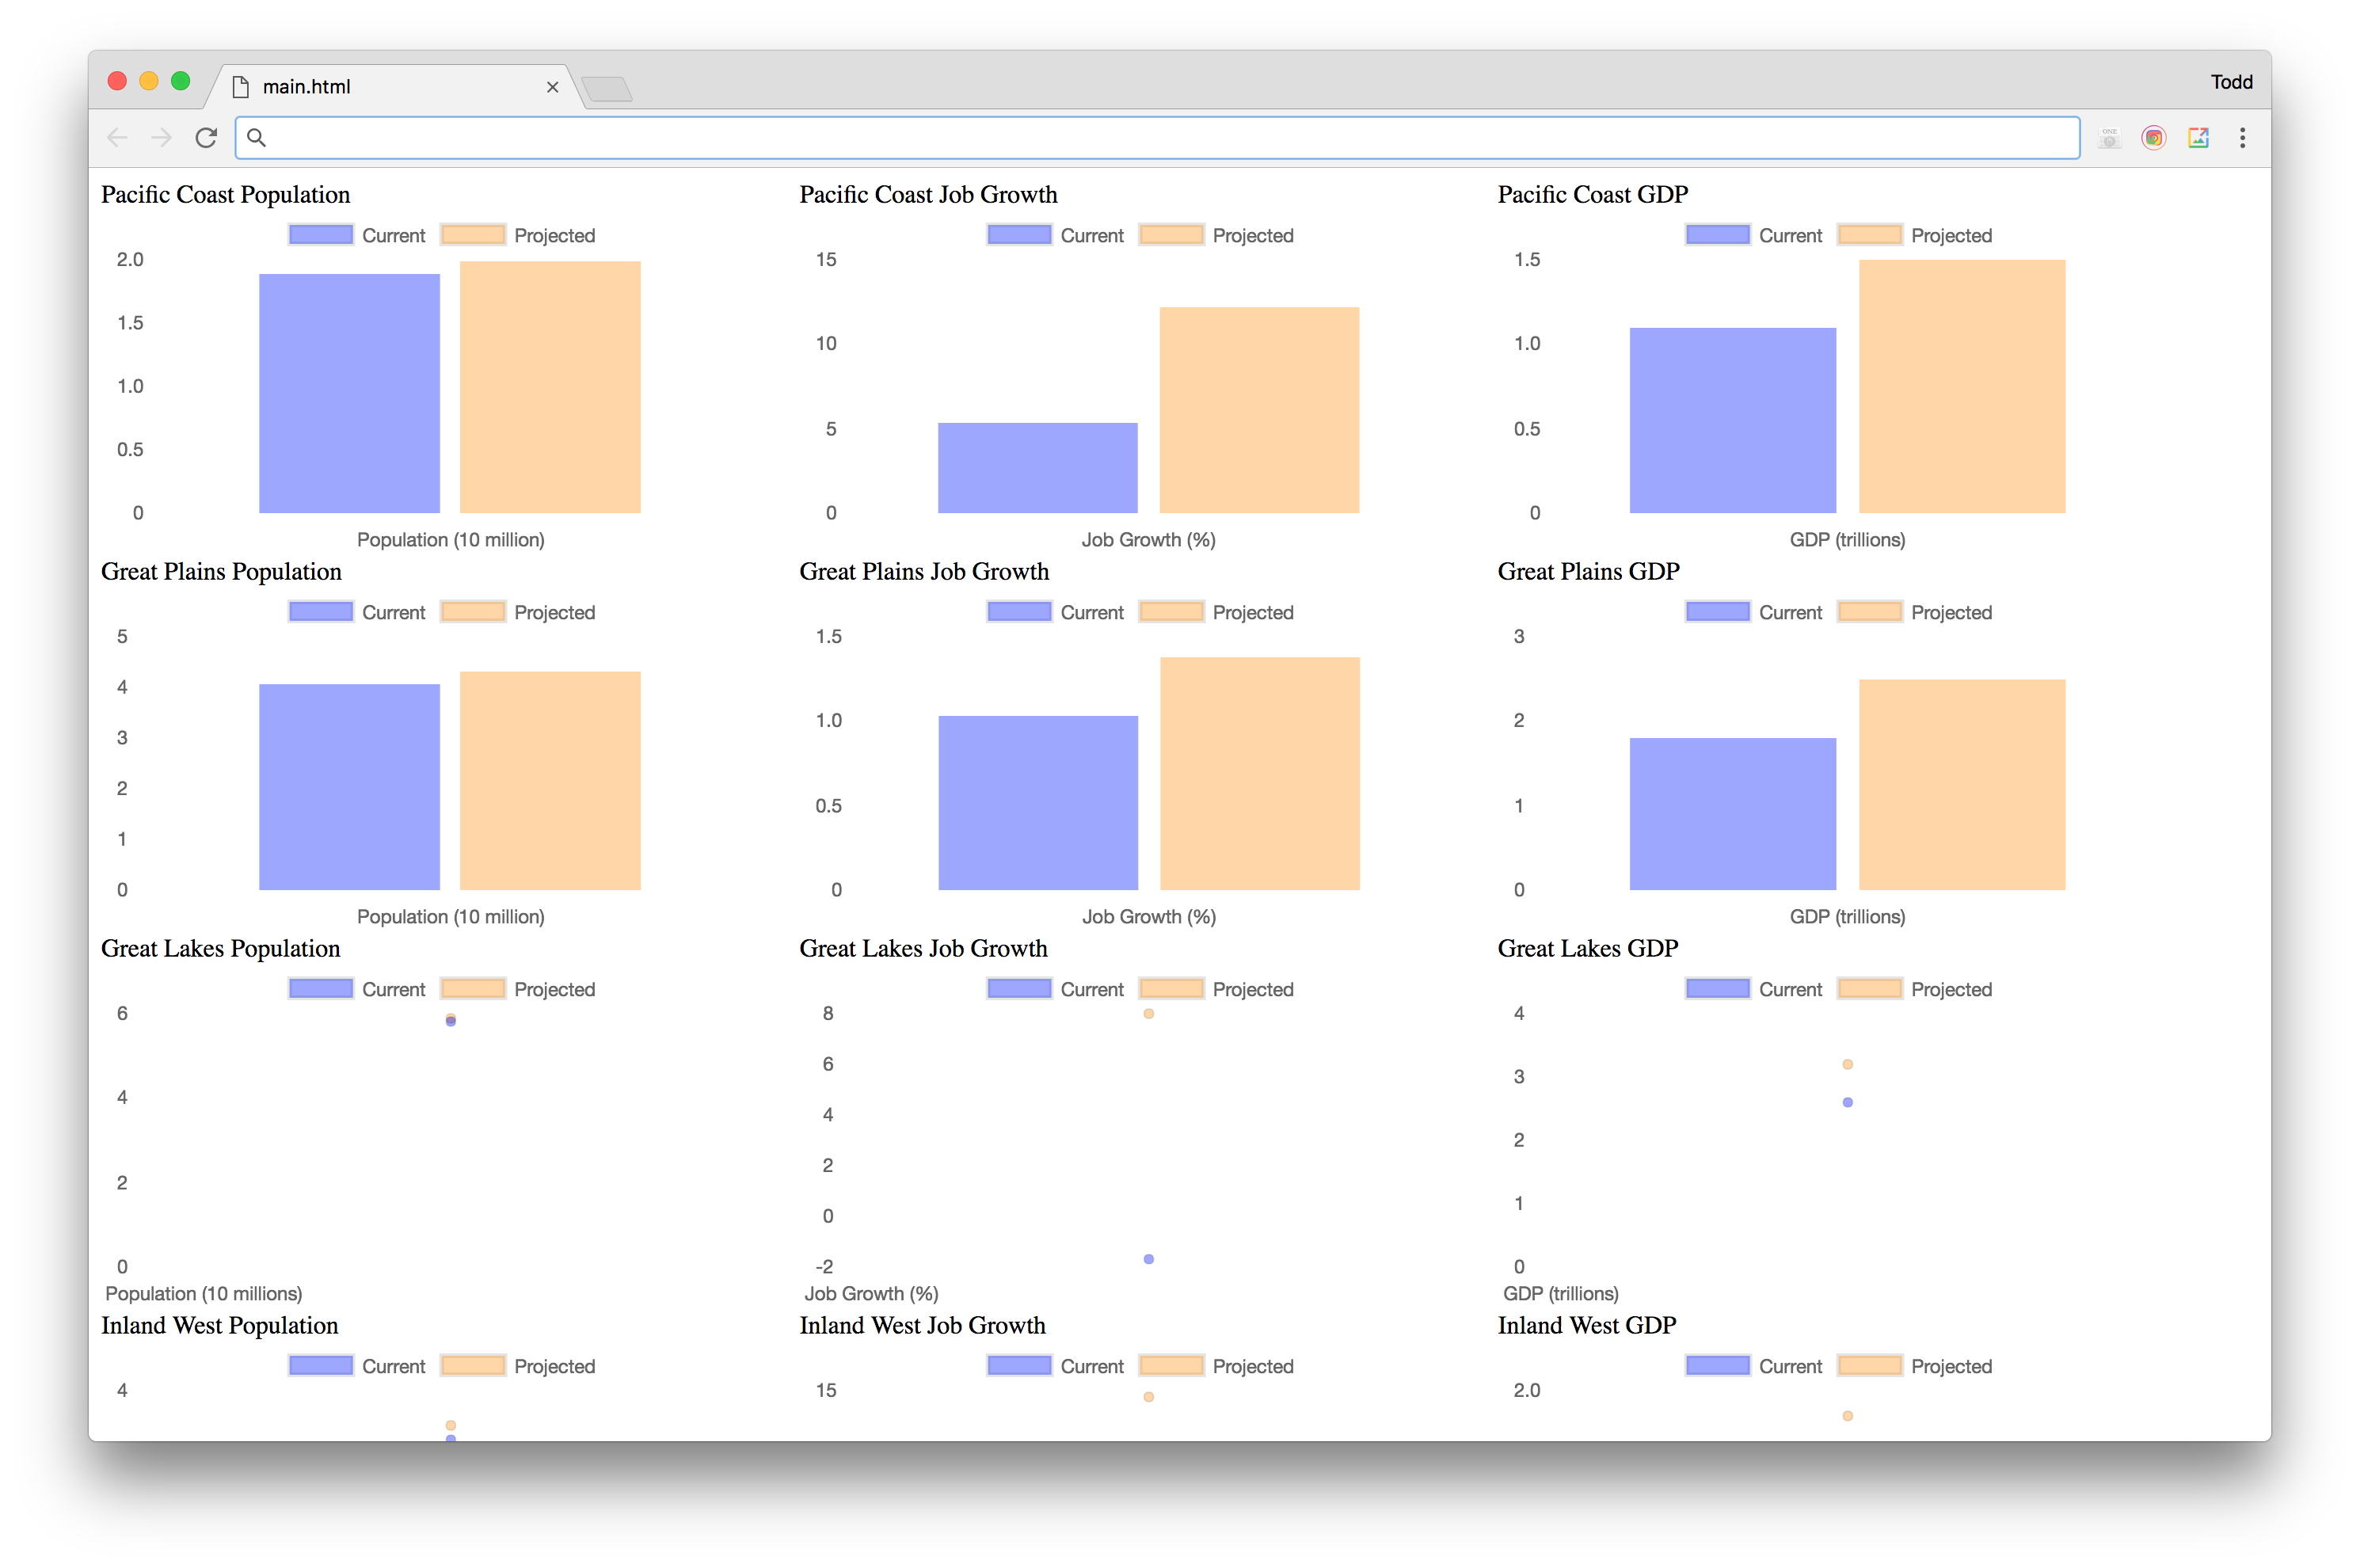 main.html
Todd
ONE
Pacific Coast Population
Current Projected
2.0
1.5
1.0
0.5
0
Population (10 million)
Pacific Coast Job Growth
Current Projected
15
10
5
0
Job Growth (%)
Pacific Coast GDP
Current Projected
1.5
1.0
0.5
0
GDP (trillions)
Great Plains Population
Current Projected
5
4
3
2
1
0
Population (10 million)
Great Plains Job Growth
Current Projected
1.5
1.0
0.5
0
Job Growth (%)
Great Plains GDP
Current Projected
3
2
1
0
GDP (trillions)
Great Lakes Population
Current Projected
6
4
2
0
Population (10 millions)
Great Lakes Job Growth
Current Projected
8
6
4
2
0
-2
Job Growth (%)
Great Lakes GDP
Current Projected
4
3
2
1
0
GDP (trillions)
Inland West Population
Current Projected
4
Inland West Job Growth
Current Projected
15
Inland West GDP
Current Projected
2.0